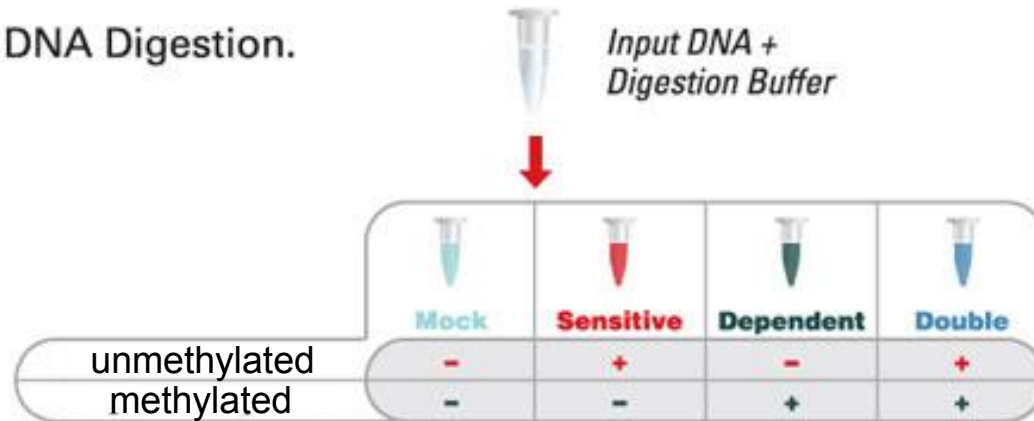 DNA Digestion.
Input DNA +
Digestion Buffer
Mock Sensitive Dependent Double
unmethylated - + - +
methylated - - + +